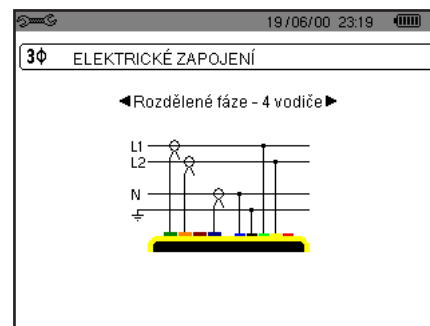 19/06/00 23:19
3Φ ELEKTRICKÉ ZAPOJENÍ
◄Rozdělené fáze - 4 vodiče►
L1
L2
N